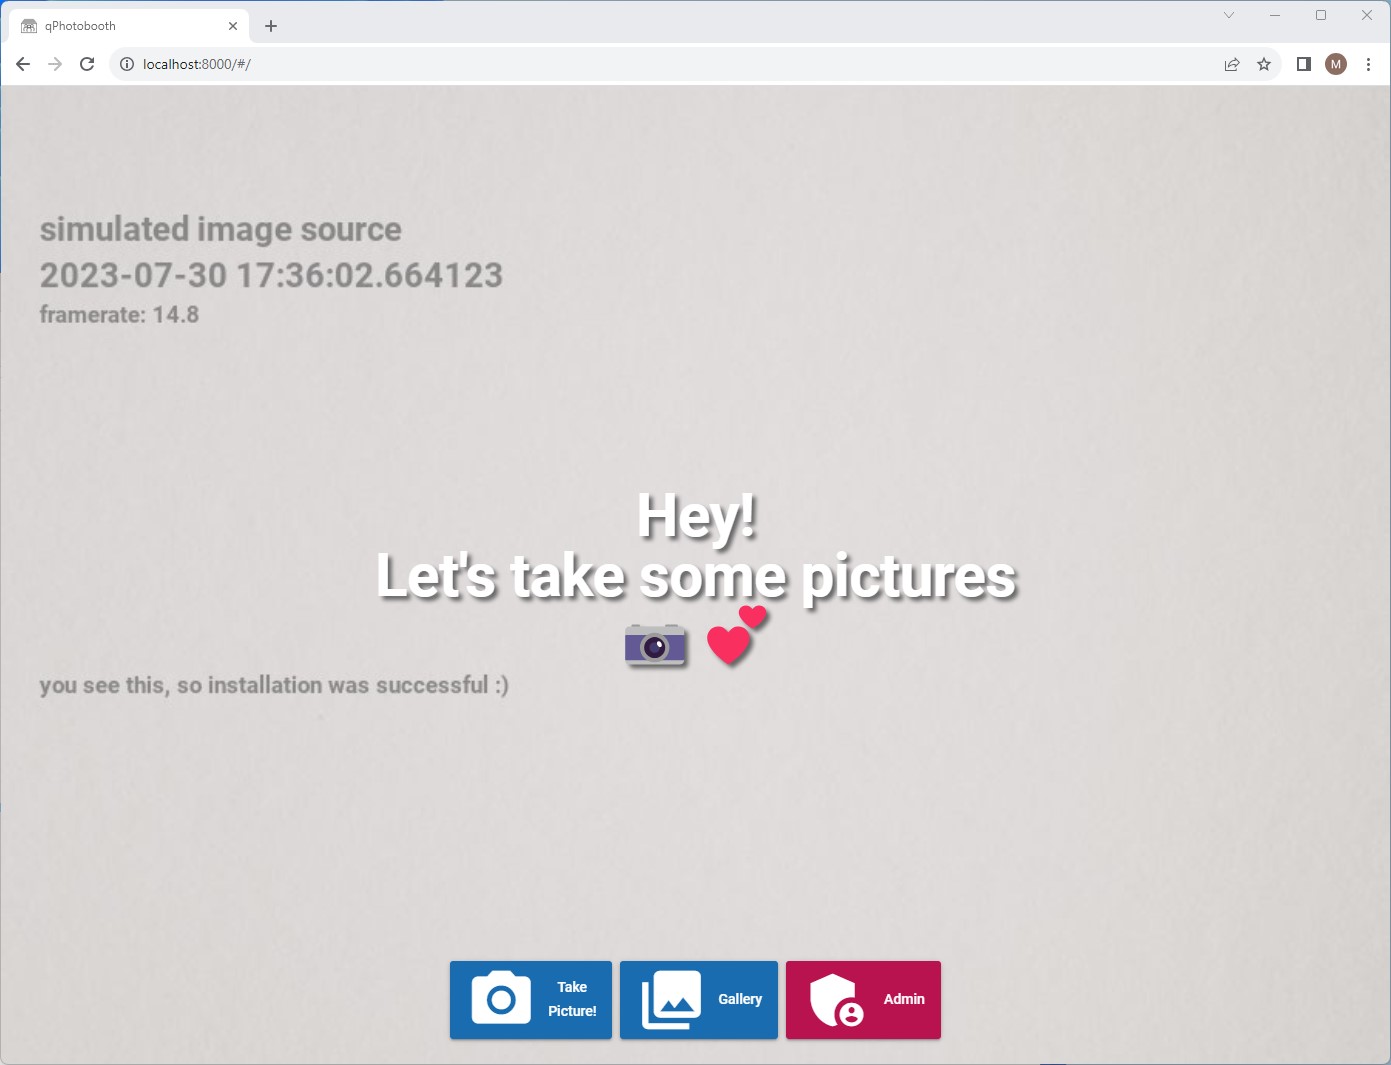 qPhotobooth
localhost:8000/#/
M
simulated image source
2023-07-30 17:36:02.664123
framerate: 14.8
Hey!
Let's take some pictures
📷 💕
you see this, so installation was successful :)
Take
Picture!
Gallery
Admin